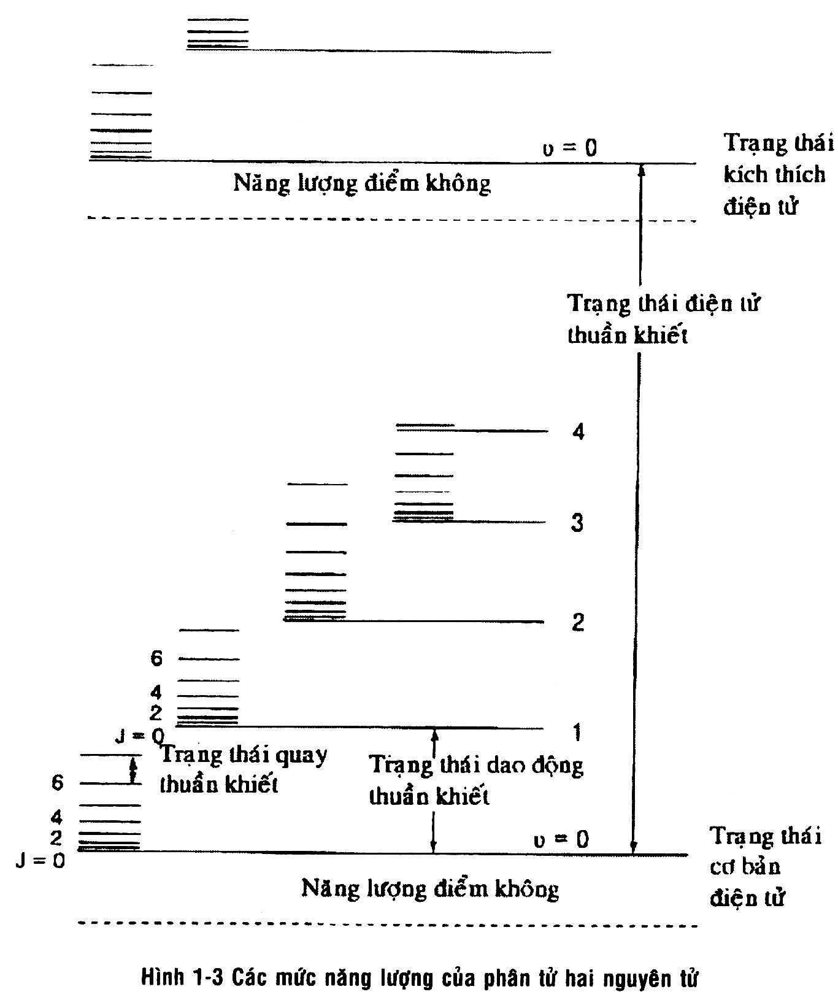 υ = 0
Trạng thái
kích thích
điện tử
Năng lượng điểm không
Trạng thái điện tử
thuần khiết
4
3
2
6
4
2
J = 0
1
Trạng thái quay
thuần khiết
Trạng thái dao động
thuần khiết
6
4
2
J = 0
υ = 0
Trạng thái
cơ bản
điện tử
Năng lượng điểm không
Hình 1-3 Các mức năng lượng của phân tử hai nguyên tử